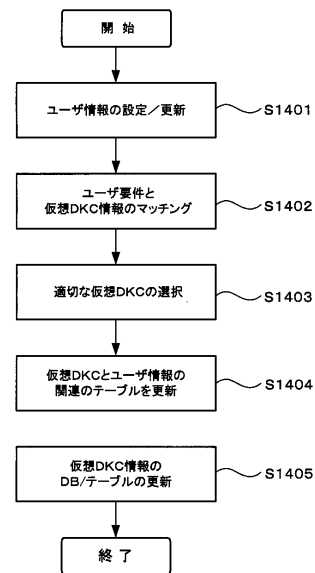 開 始
ユーザ情報の設定／更新
S1401
ユーザ要件と
仮想DKC情報のマッチング
S1402
適切な仮想DKCの選択
S1403
仮想DKCとユーザ情報の
関連のテーブルを更新
S1404
仮想DKC情報の
DB/テーブルの更新
S1405
終 了